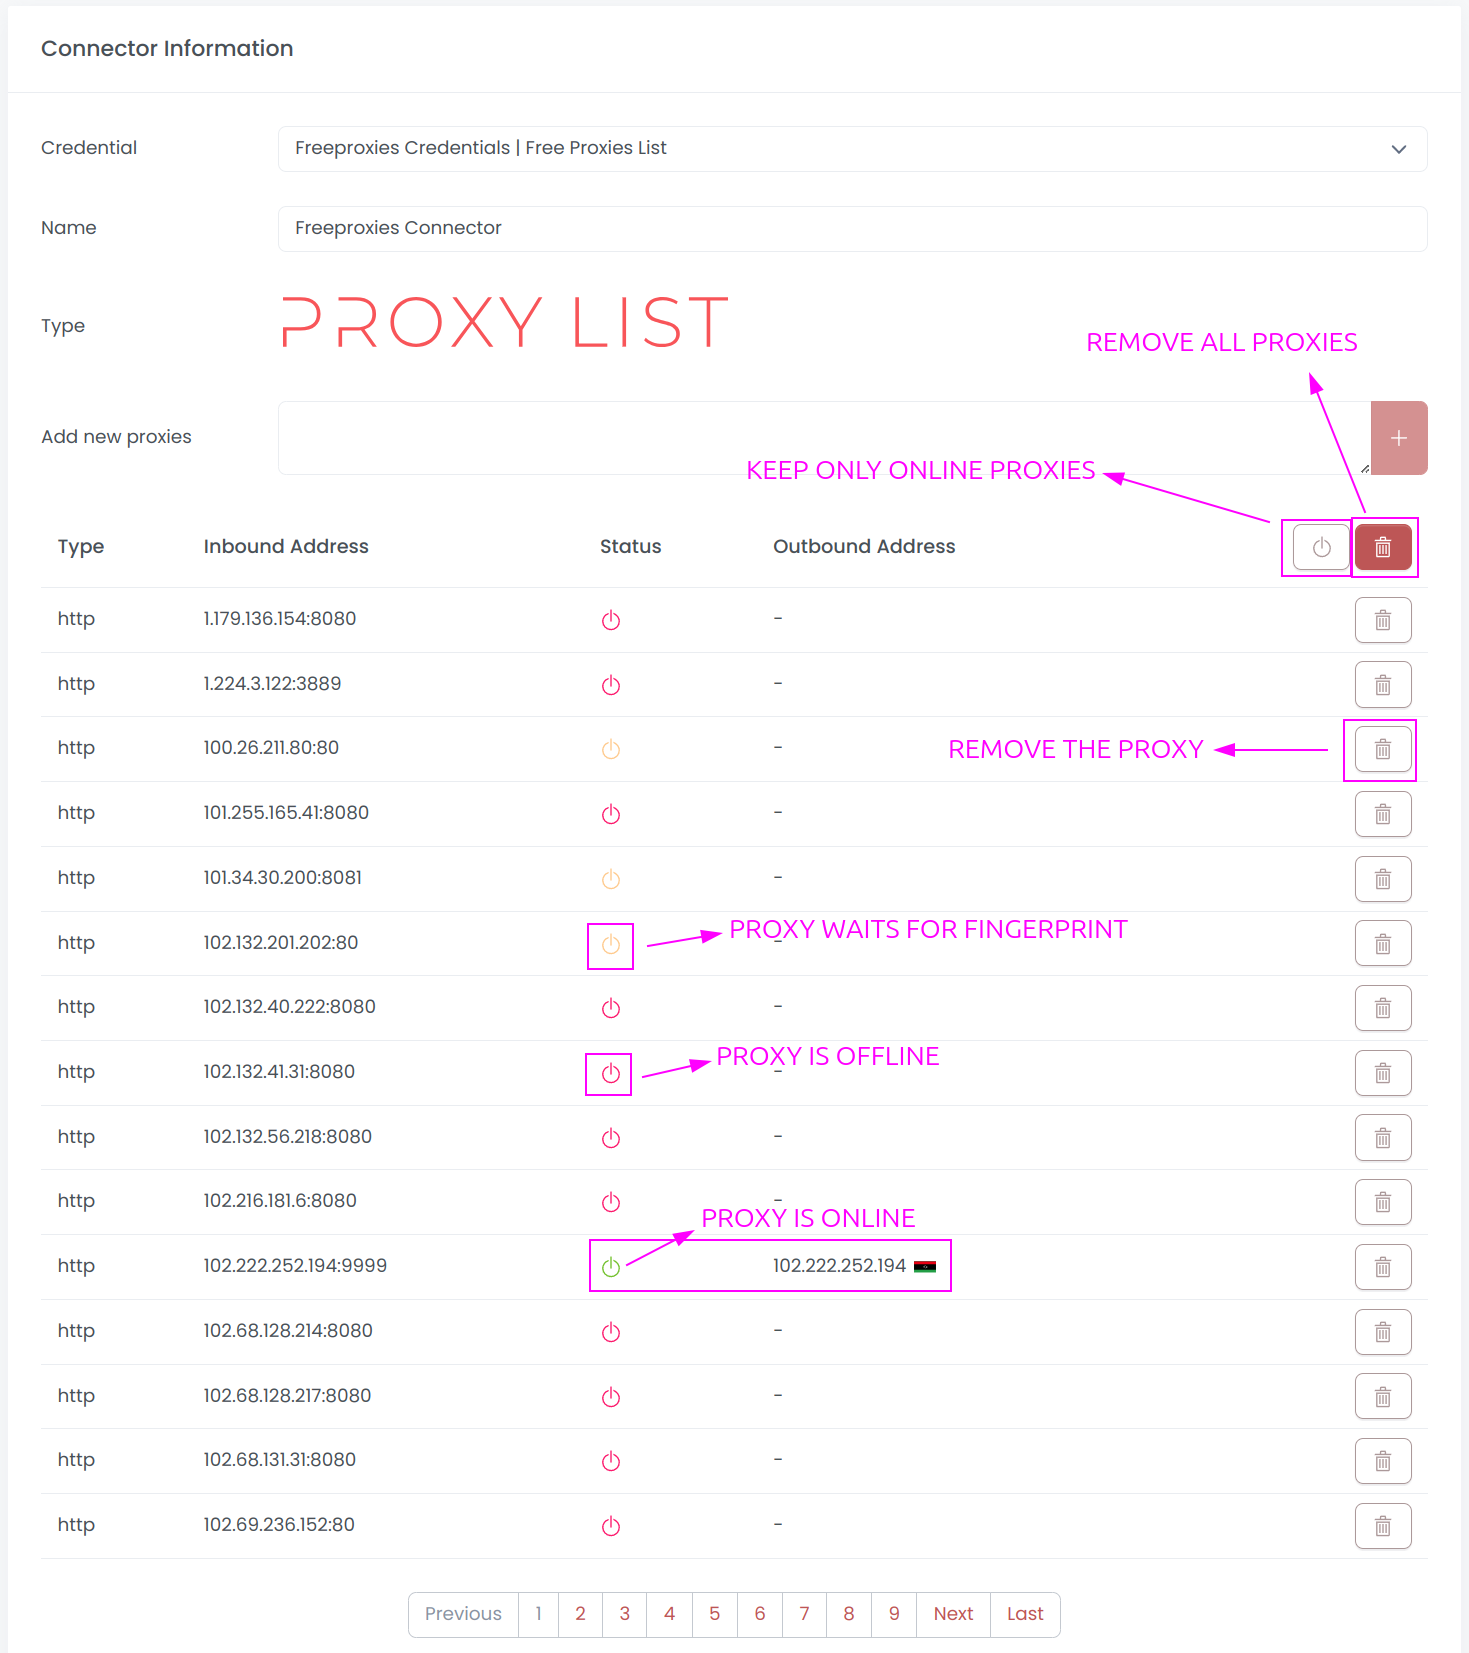 Connector Information
Credential
Freeproxies Credentials | Free Proxies List
Name
Freeproxies Connector
Type
PROXY LIST
REMOVE ALL PROXIES
Add new proxies
+
KEEP ONLY ONLINE PROXIES
Type Inbound Address Status Outbound Address
http 1.179.136.154:8080 -
http 1.224.3.122:3889 -
http 100.26.211.80:80 - REMOVE THE PROXY
http 101.255.165.41:8080 -
http 101.34.30.200:8081 -
PROXY WAITS FOR FINGERPRINT
http 102.132.201.202:80 -
http 102.132.40.222:8080 -
PROXY IS OFFLINE
http 102.132.41.31:8080 -
http 102.132.56.218:8080 -
http 102.216.181.6:8080 -
PROXY IS ONLINE
http 102.222.252.194:9999 102.222.252.194
http 102.68.128.214:8080 -
http 102.68.128.217:8080 -
http 102.68.131.31:8080 -
http 102.69.236.152:80 -
Previous 1 2 3 4 5 6 7 8 9 Next Last